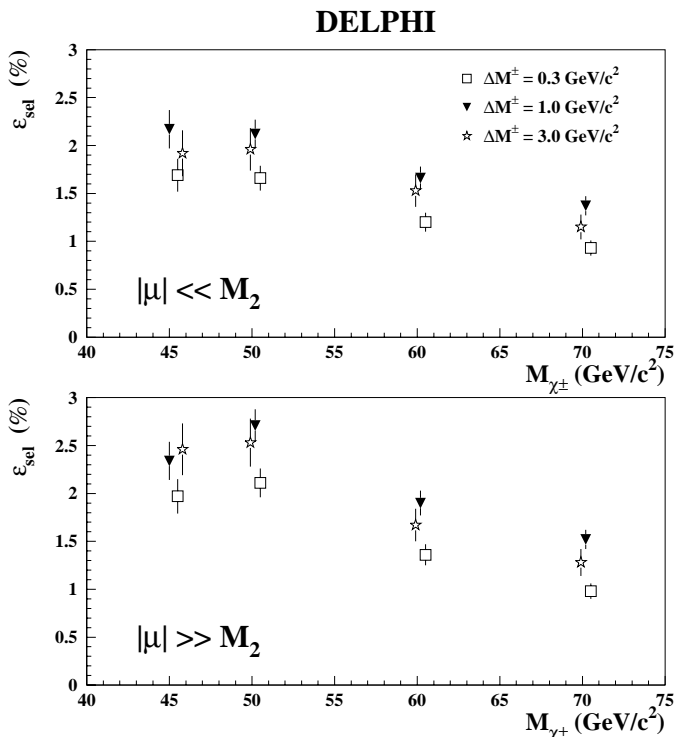 DELPHI
ε_sel (%)
3
2.5
2
1.5
1
0.5
0
□ ΔM± = 0.3 GeV/c²
▼ ΔM± = 1.0 GeV/c²
☆ ΔM± = 3.0 GeV/c²
|μ| << M₂
40 45 50 55 60 65 70 75
M_χ± (GeV/c²)
ε_sel (%)
3
2.5
2
1.5
1
0.5
0
|μ| >> M₂
40 45 50 55 60 65 70 75
M_χ± (GeV/c²)